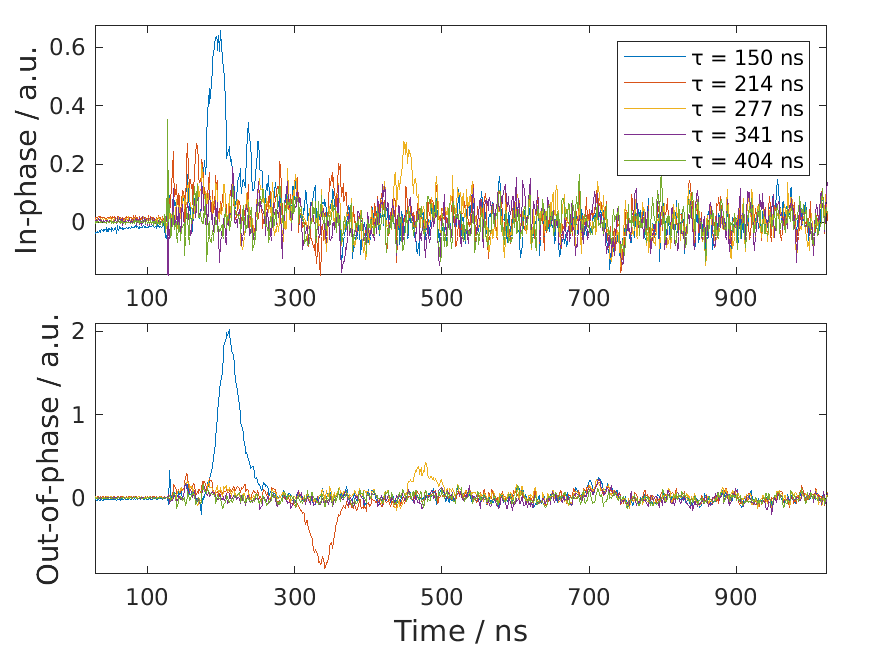 In-phase / a.u.
0.6
0.4
0.2
0
τ = 150 ns
τ = 214 ns
τ = 277 ns
τ = 341 ns
τ = 404 ns
100 300 500 700 900
Out-of-phase / a.u.
2
1
0
100 300 500 700 900
Time / ns